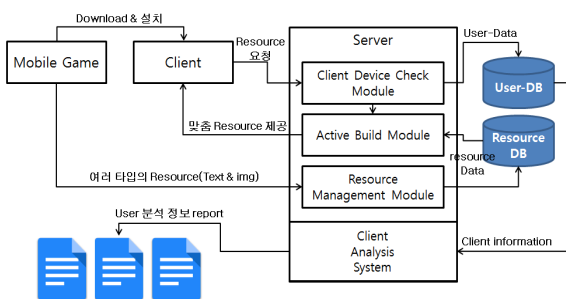 Download & 설치
Mobile Game
Client
Resource
요청
Server
User-Data
Client Device Check
Module
User-DB
맞춤 Resource 제공
Active Build Module
Resource
DB
resource
Data
여러 타입의 Resource(Text & img)
Resource
Management Module
User 분석 정보 report
Client
Analysis
System
Client information